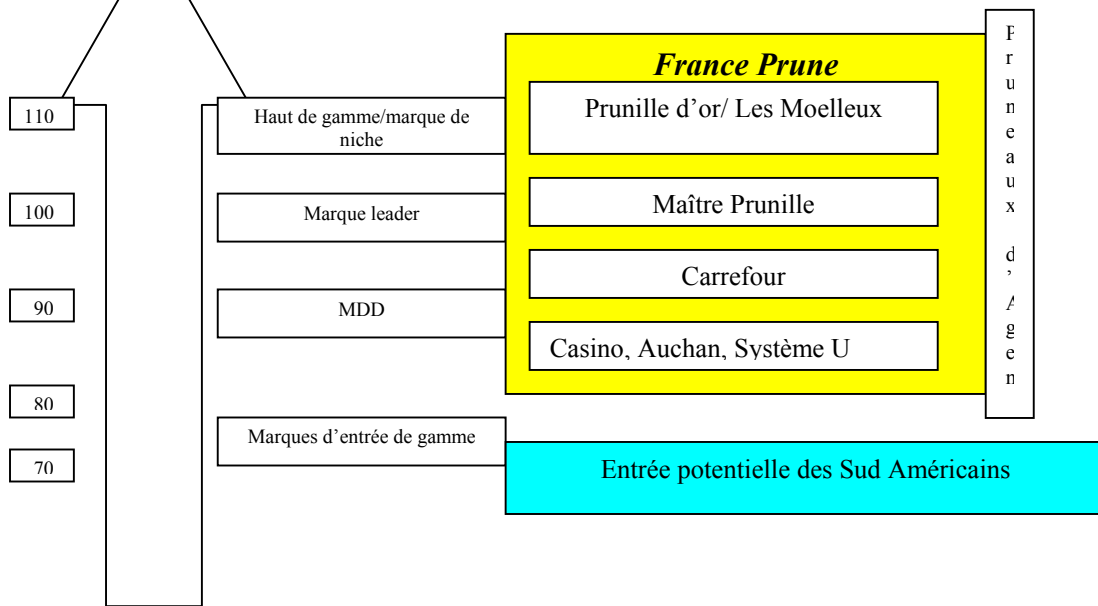 France Prune
110
Haut de gamme/marque de
niche
Prunille d’or/ Les Moelleux
100
Marque leader
Maître Prunille
90
MDD
Carrefour
Casino, Auchan, Système U
80
Marques d’entrée de gamme
70
Entrée potentielle des Sud Américains
Pruneaux d’Agen